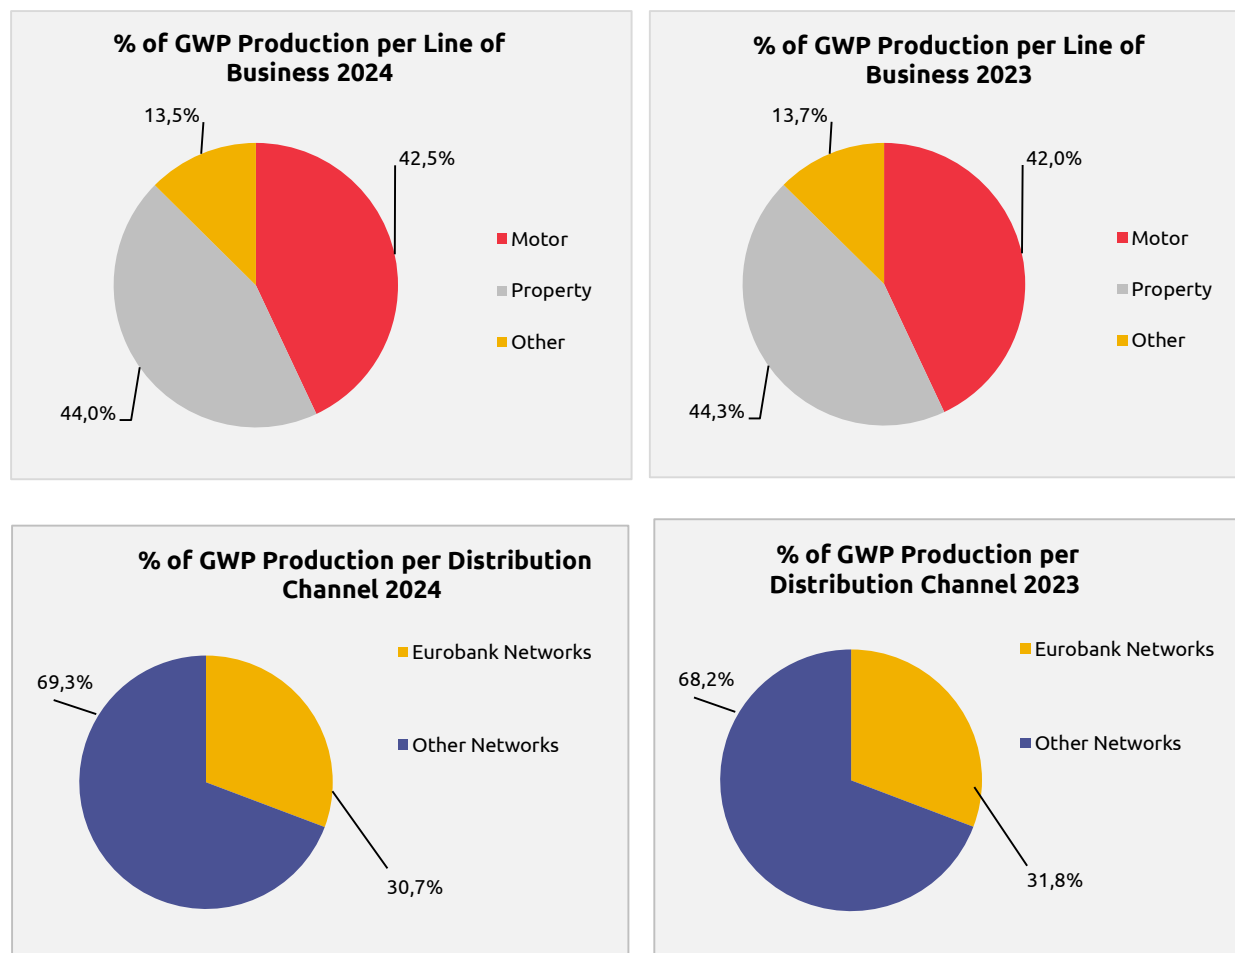 % of GWP Production per Line of
Business 2024
13,5%
42,5%
Motor
Property
Other
44,0%
% of GWP Production per Line of
Business 2023
13,7%
42,0%
Motor
Property
Other
44,3%
% of GWP Production per Distribution
Channel 2024
Eurobank Networks
69,3%
Other Networks
30,7%
% of GWP Production per
Distribution Channel 2023
Eurobank Networks
68,2%
Other Networks
31,8%